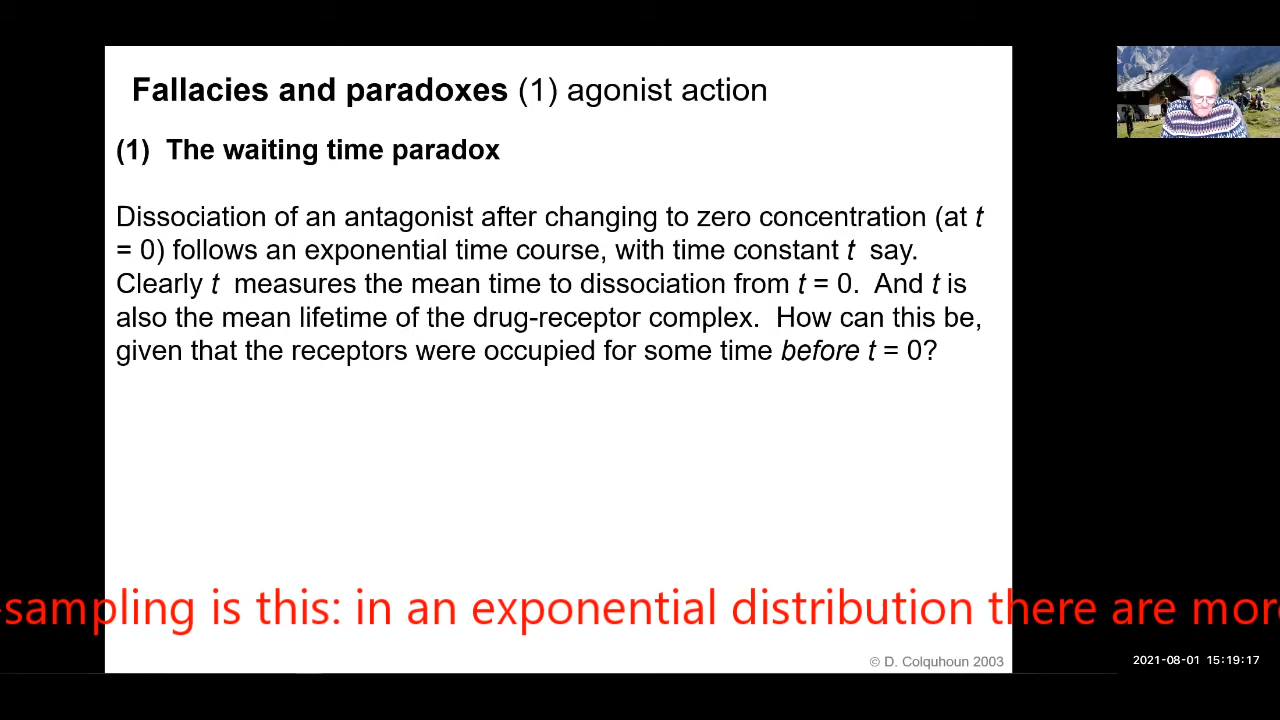 Fallacies and paradoxes (1) agonist action
(1) The waiting time paradox
Dissociation of an antagonist after changing to zero concentration (at t
= 0) follows an exponential time course, with time constant t say.
Clearly t measures the mean time to dissociation from t = 0. And t is
also the mean lifetime of the drug-receptor complex. How can this be,
given that the receptors were occupied for some time before t = 0?
-sampling is this: in an exponential distribution there are more
© D. Colquhoun 2003
2021-08-01 15:19:17